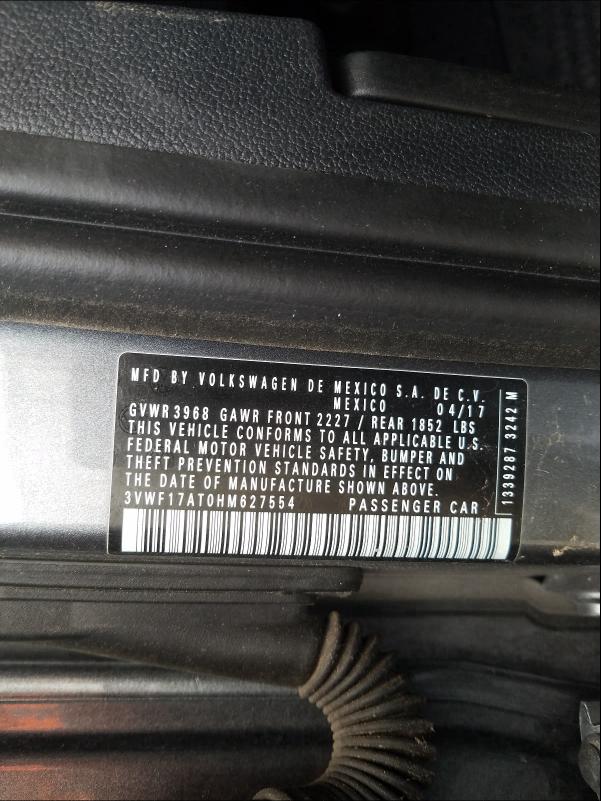 MFD BY VOLKSWAGEN DE MEXICO S.A. DE C.V.
MEXICO 04/17
GVWR 3968 GAWR FRONT 2227 / REAR 1852 LBS
THIS VEHICLE CONFORMS TO ALL APPLICABLE U.S.
FEDERAL MOTOR VEHICLE SAFETY, BUMPER AND
THEFT PREVENTION STANDARDS IN EFFECT ON
THE DATE OF MANUFACTURE SHOWN ABOVE.
3VWF17AT0HM627554 PASSENGER CAR
1339287 3242 M